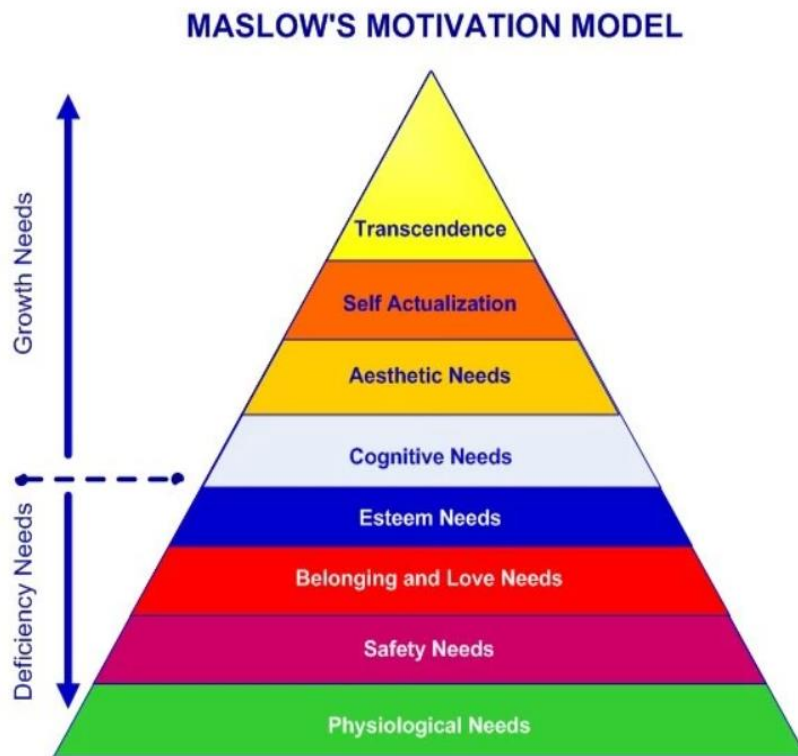 MASLOW'S MOTIVATION MODEL
Growth Needs
Deficiency Needs
Transcendence
Self Actualization
Aesthetic Needs
Cognitive Needs
Esteem Needs
Belonging and Love Needs
Safety Needs
Physiological Needs